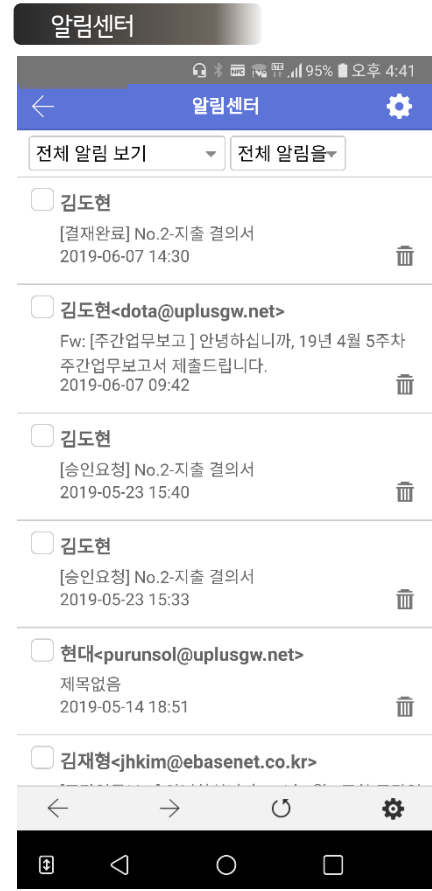 알림센터
95% 오후 4:41
알림센터
전체 알림 보기 전체 알림을
김도현
[결재완료] No.2-지출 결의서
2019-06-07 14:30
김도현<dota@uplusgw.net>
Fw: [주간업무보고 ] 안녕하십니까, 19년 4월 5주차
주간업무보고서 제출드립니다.
2019-06-07 09:42
김도현
[승인요청] No.2-지출 결의서
2019-05-23 15:40
김도현
[승인요청] No.2-지출 결의서
2019-05-23 15:33
현대<purunsol@uplusgw.net>
제목없음
2019-05-14 18:51
김재형<jhkim@ebasenet.co.kr>